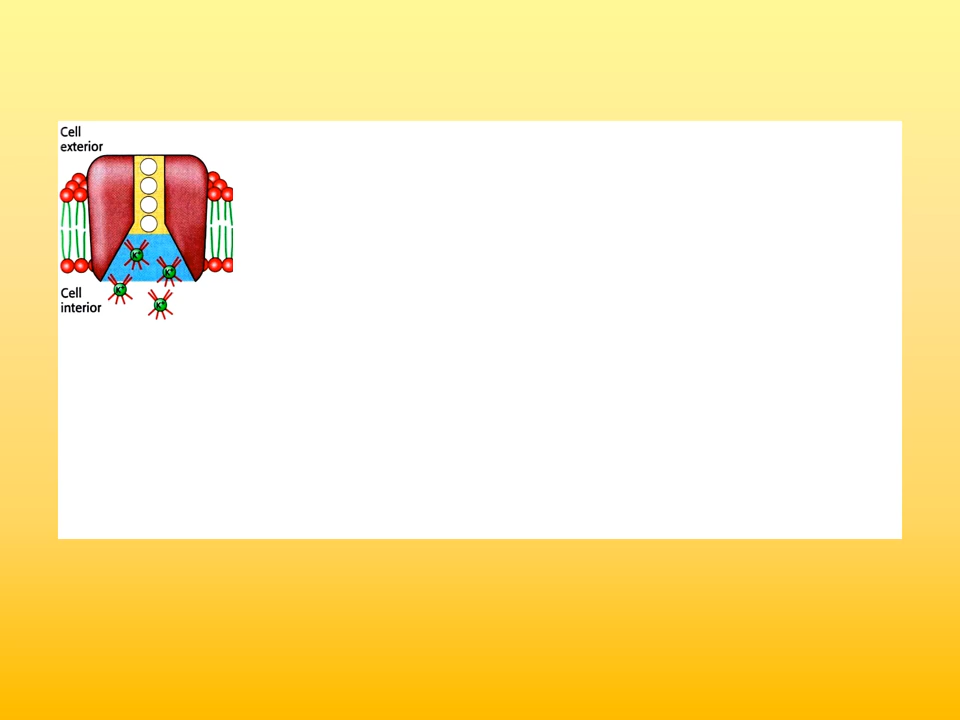 Cell
exterior
K+
K+
K+
K+
Cell
interior